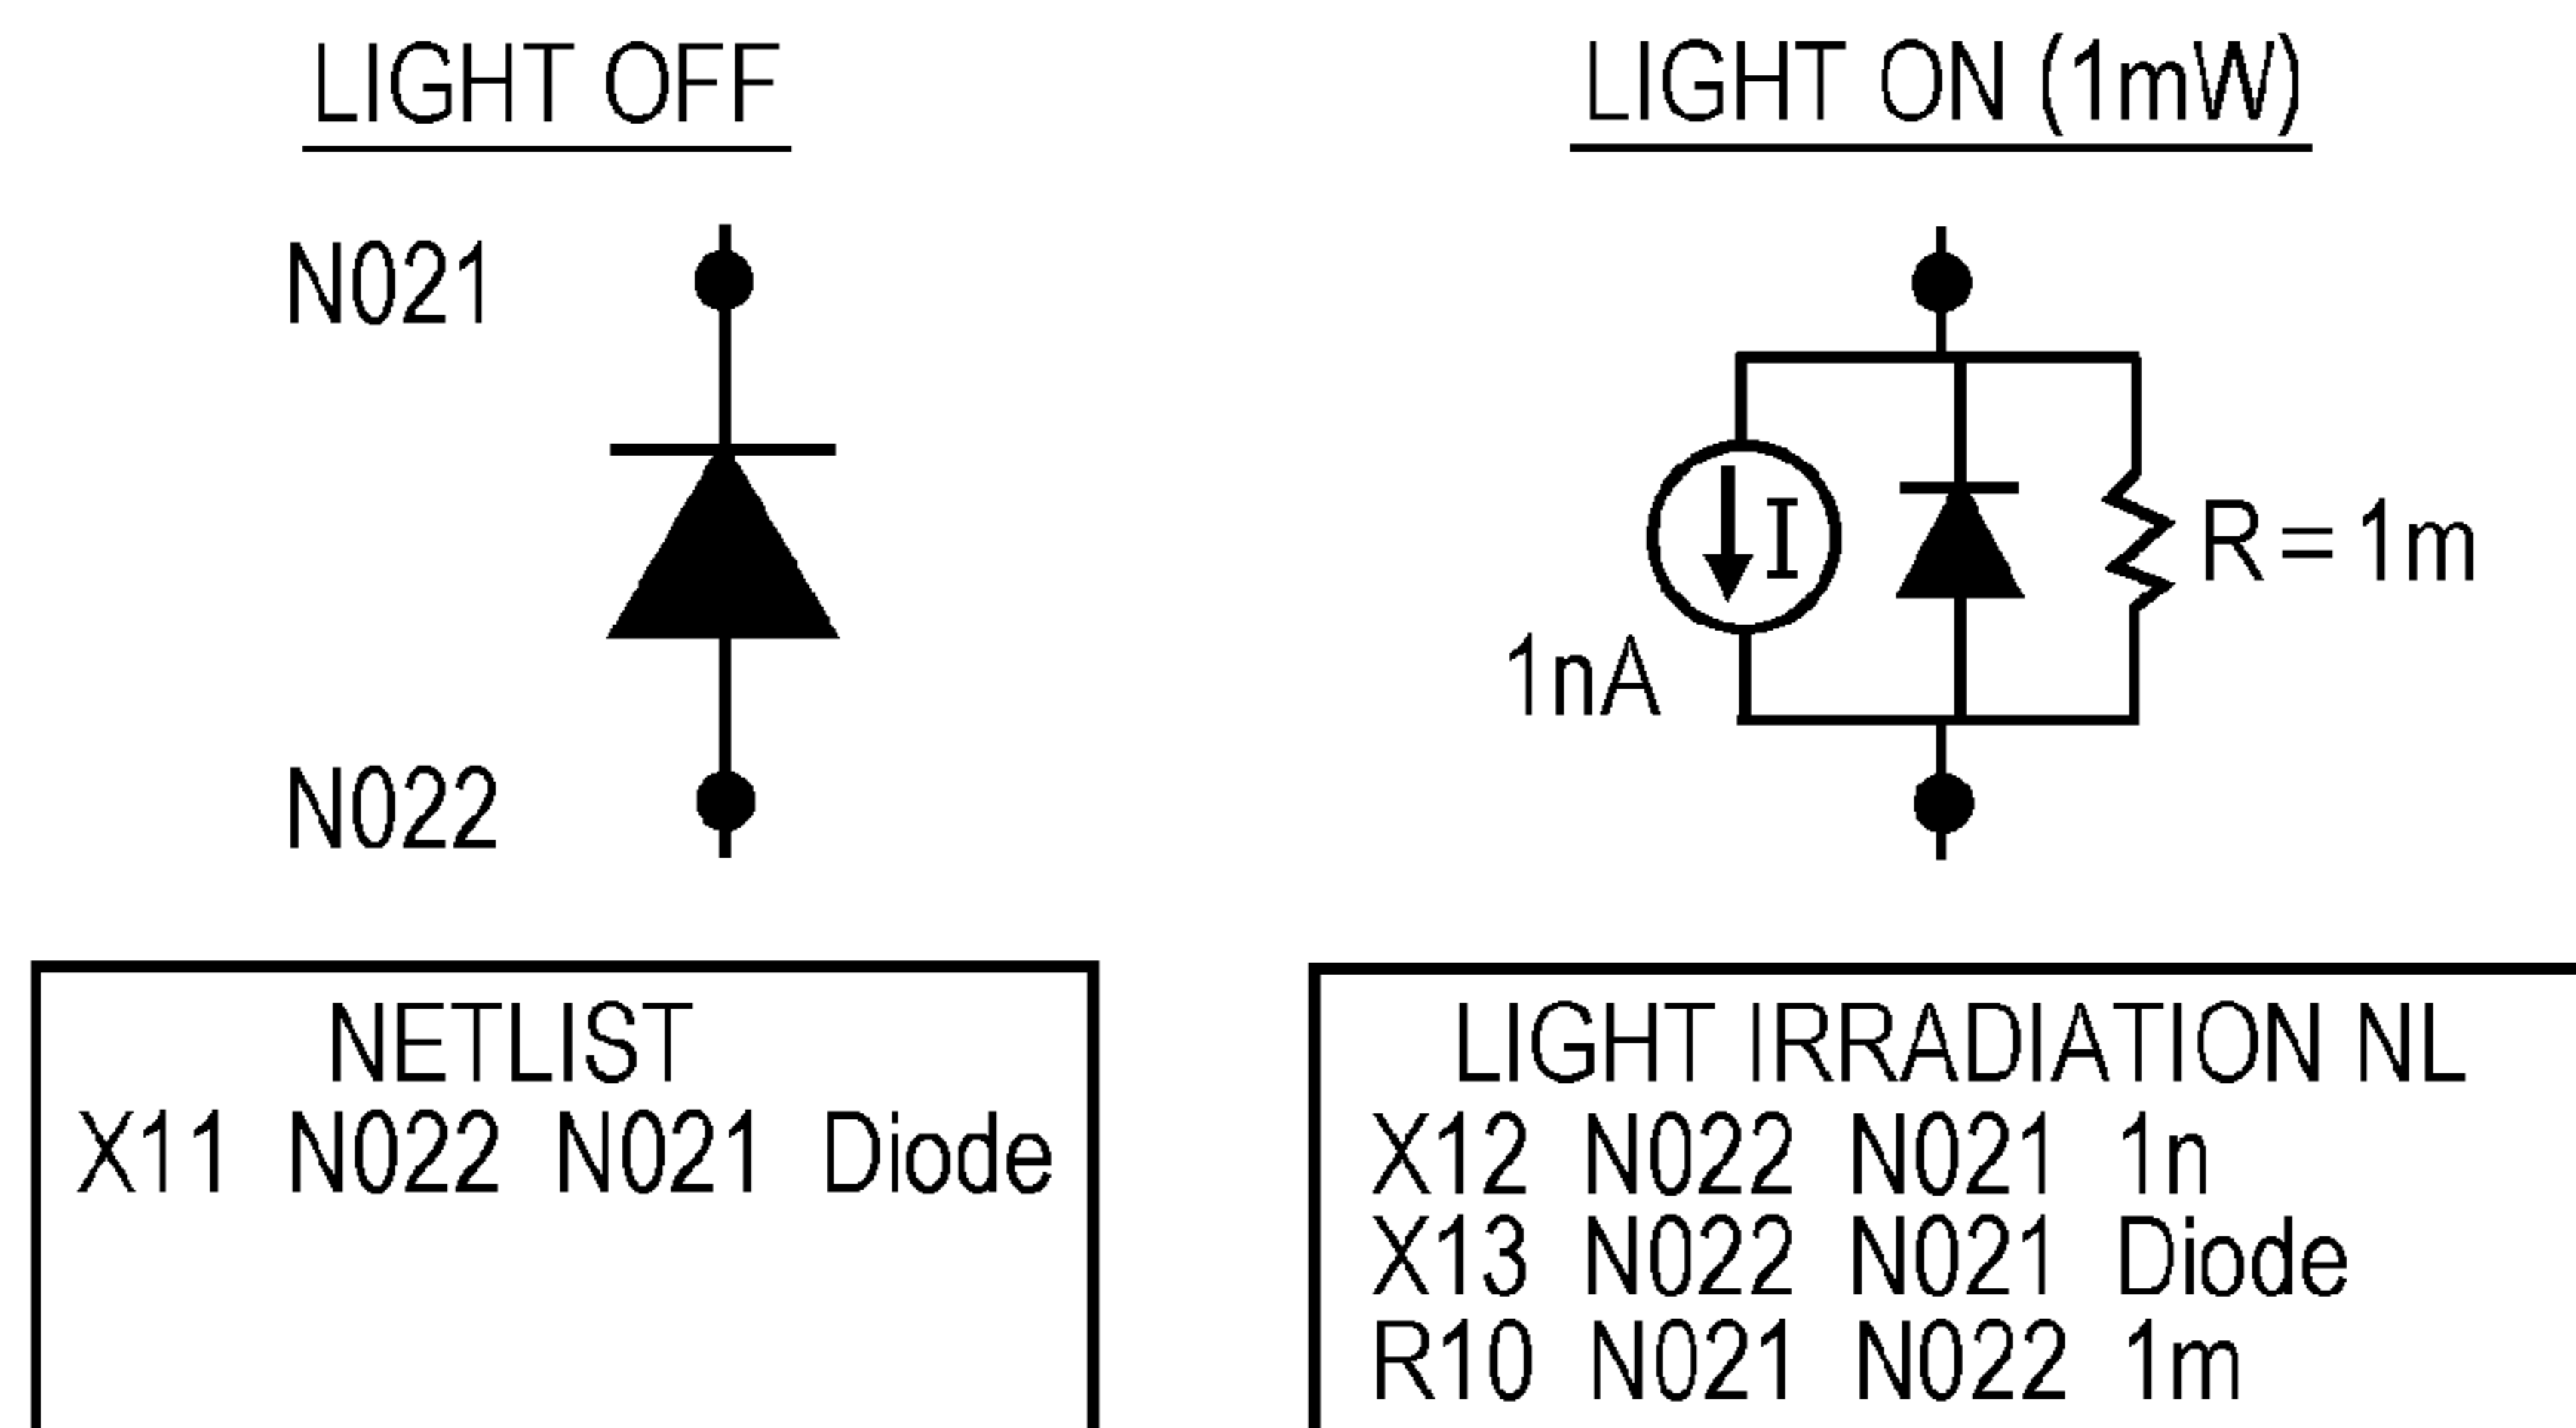 LIGHT OFF
N021
N022
NETLIST
X11 N022 N021 Diode
LIGHT ON (1mW)
I
1nA
R = 1m
LIGHT IRRADIATION NL
X12 N022 N021 1n
X13 N022 N021 Diode
R10 N021 N022 1m